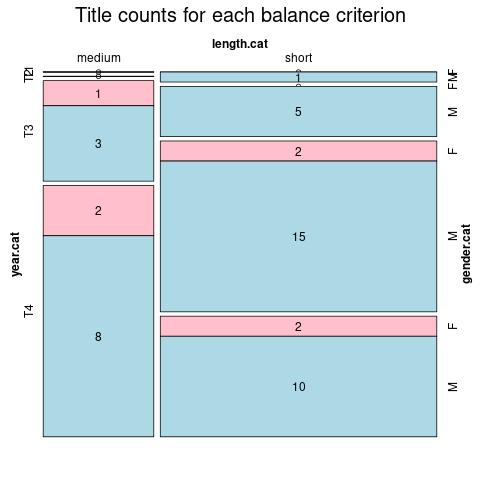 Title counts for each balance criterion
length.cat
medium short
1
1
5
M
T3
3
2
F
2
15
M
year.cat
gender.cat
T4
2
F
8
10
M